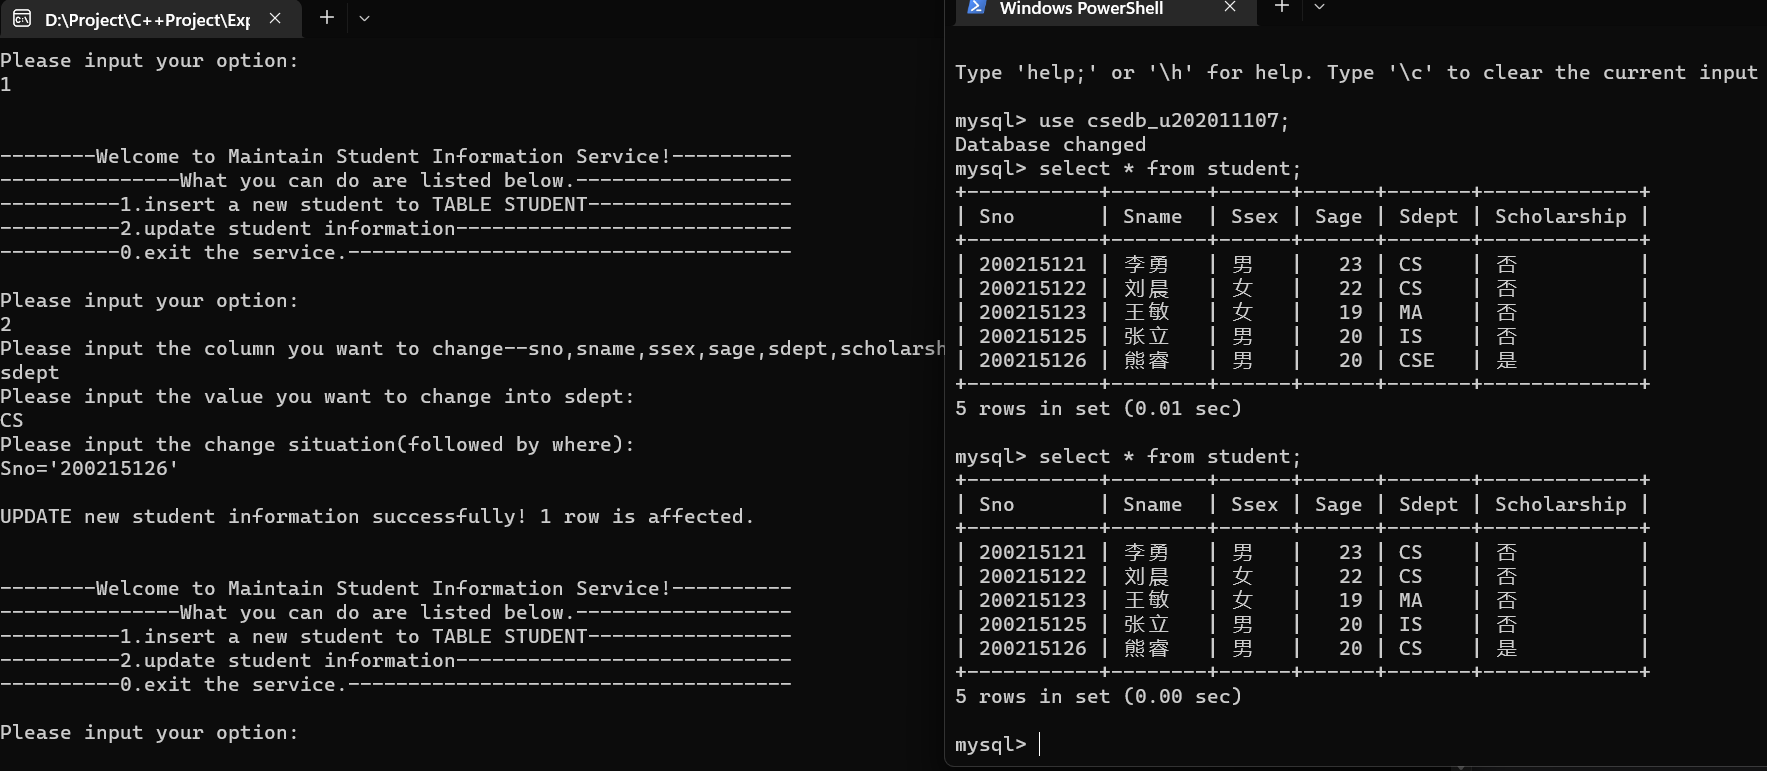 D:\Project\C++Project\Exp
Please input your option:
1
--------Welcome to Maintain Student Information Service!----------
---------------What you can do are listed below.------------------
----------1.insert a new student to TABLE STUDENT-----------------
----------2.update student information----------------------------
----------0.exit the service.-------------------------------------
Please input your option:
2
Please input the column you want to change--sno,sname,ssex,sage,sdept,scholarsh
sdept
Please input the value you want to change into sdept:
CS
Please input the change situation(followed by where):
Sno='200215126'
UPDATE new student information successfully! 1 row is affected.
--------Welcome to Maintain Student Information Service!----------
---------------What you can do are listed below.------------------
----------1.insert a new student to TABLE STUDENT-----------------
----------2.update student information----------------------------
----------0.exit the service.-------------------------------------
Please input your option:
Windows PowerShell
Type 'help;' or '\h' for help. Type '\c' to clear the current input
mysql> use csedb_u202011107;
Database changed
mysql> select * from student;
+-----------+--------+------+------+-------+-------------+
| Sno       | Sname  | Ssex | Sage | Sdept | Scholarship |
+-----------+--------+------+------+-------+-------------+
| 200215121 | 李勇   | 男   |   23 | CS    | 否          |
| 200215122 | 刘晨   | 女   |   22 | CS    | 否          |
| 200215123 | 王敏   | 女   |   19 | MA    | 否          |
| 200215125 | 张立   | 男   |   20 | IS    | 否          |
| 200215126 | 熊睿   | 男   |   20 | CSE   | 是          |
+-----------+--------+------+------+-------+-------------+
5 rows in set (0.01 sec)
mysql> select * from student;
+-----------+--------+------+------+-------+-------------+
| Sno       | Sname  | Ssex | Sage | Sdept | Scholarship |
+-----------+--------+------+------+-------+-------------+
| 200215121 | 李勇   | 男   |   23 | CS    | 否          |
| 200215122 | 刘晨   | 女   |   22 | CS    | 否          |
| 200215123 | 王敏   | 女   |   19 | MA    | 否          |
| 200215125 | 张立   | 男   |   20 | IS    | 否          |
| 200215126 | 熊睿   | 男   |   20 | CS    | 是          |
+-----------+--------+------+------+-------+-------------+
5 rows in set (0.00 sec)
mysql>